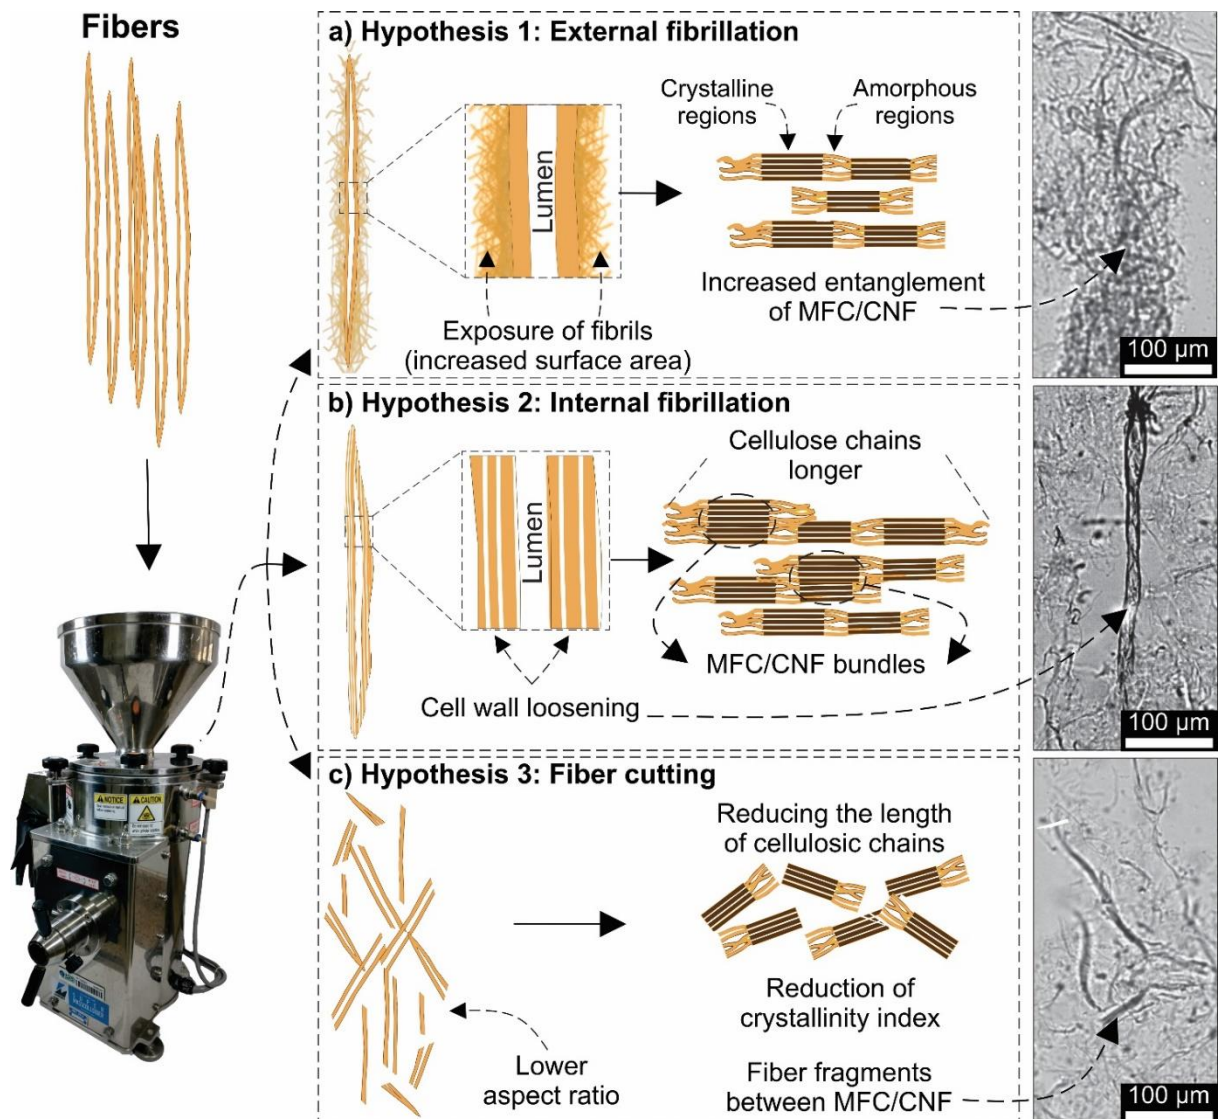 Fibers
a) Hypothesis 1: External fibrillation
Crystalline
regions
Amorphous
regions
Lumen
Exposure of fibrils
(increased surface area)
Increased entanglement
of MFC/CNF
100 µm
b) Hypothesis 2: Internal fibrillation
Cellulose chains
longer
Lumen
Cell wall loosening
MFC/CNF bundles
100 µm
c) Hypothesis 3: Fiber cutting
Reducing the length
of cellulosic chains
Reduction of
crystallinity index
Lower
aspect ratio
Fiber fragments
between MFC/CNF
100 µm
NOTICE
CAUTION